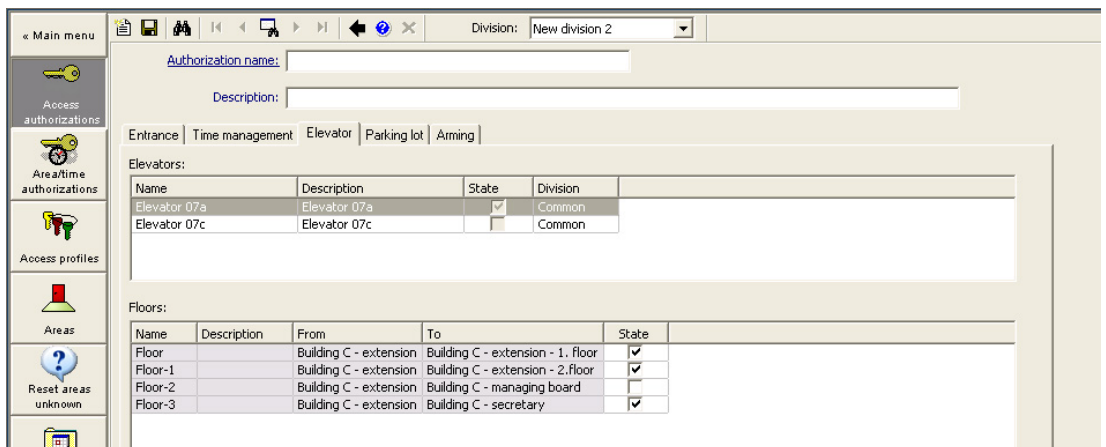 « Main menu
Division: New division 2
Authorization name:
Access authorizations
Description:
Entrance Time management Elevator Parking lot Arming
Area/time authorizations
Elevators:
Name Description State Division
Elevator 07a Elevator 07a Common
Elevator 07c Elevator 07c Common
Access profiles
Floors:
Areas
Name Description From To State
Floor Building C - extension Building C - extension - 1. floor
Floor-1 Building C - extension Building C - extension - 2.floor
Floor-2 Building C - extension Building C - managing board
Floor-3 Building C - extension Building C - secretary
Reset areas unknown